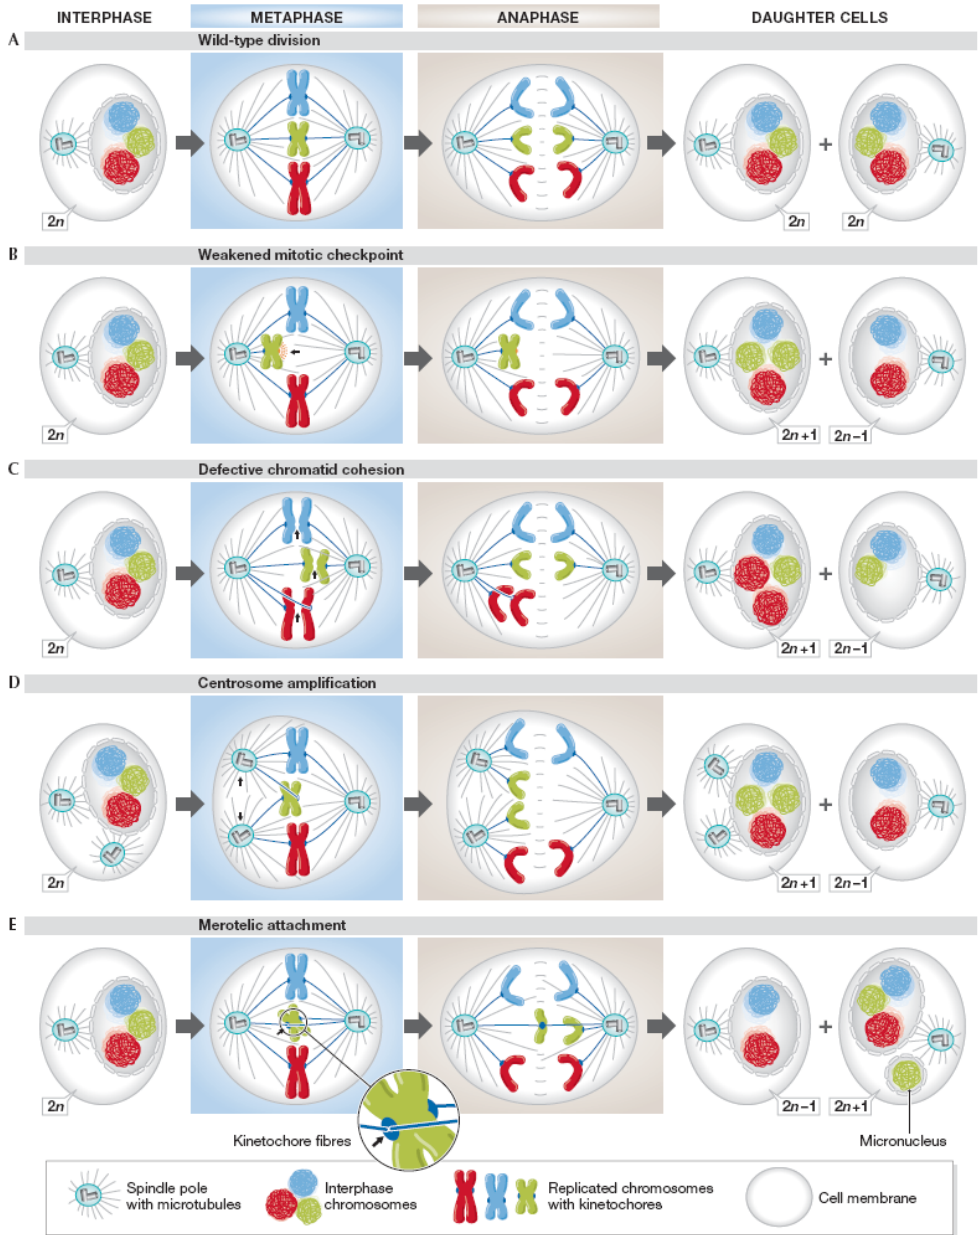 INTERPHASE METAPHASE ANAPHASE DAUGHTER CELLS
A Wild-type division
2n 2n 2n
+
B Weakened mitotic checkpoint
+
2n 2n+1 2n−1
C Defective chromatid cohesion
+
2n 2n+1 2n−1
D Centrosome amplification
+
2n 2n+1 2n−1
E Merotelic attachment
+
2n 2n−1 2n+1
Kinetochore fibres Micronucleus
Spindle pole
with microtubules
Interphase
chromosomes
Replicated chromosomes
with kinetochores
Cell membrane